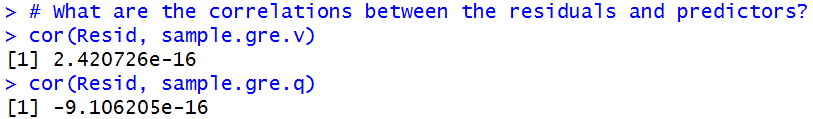 > # What are the correlations between the residuals and predictors?
> cor(Resid, sample.gre.v)
[1] 2.420726e-16
> cor(Resid, sample.gre.q)
[1] -9.106205e-16